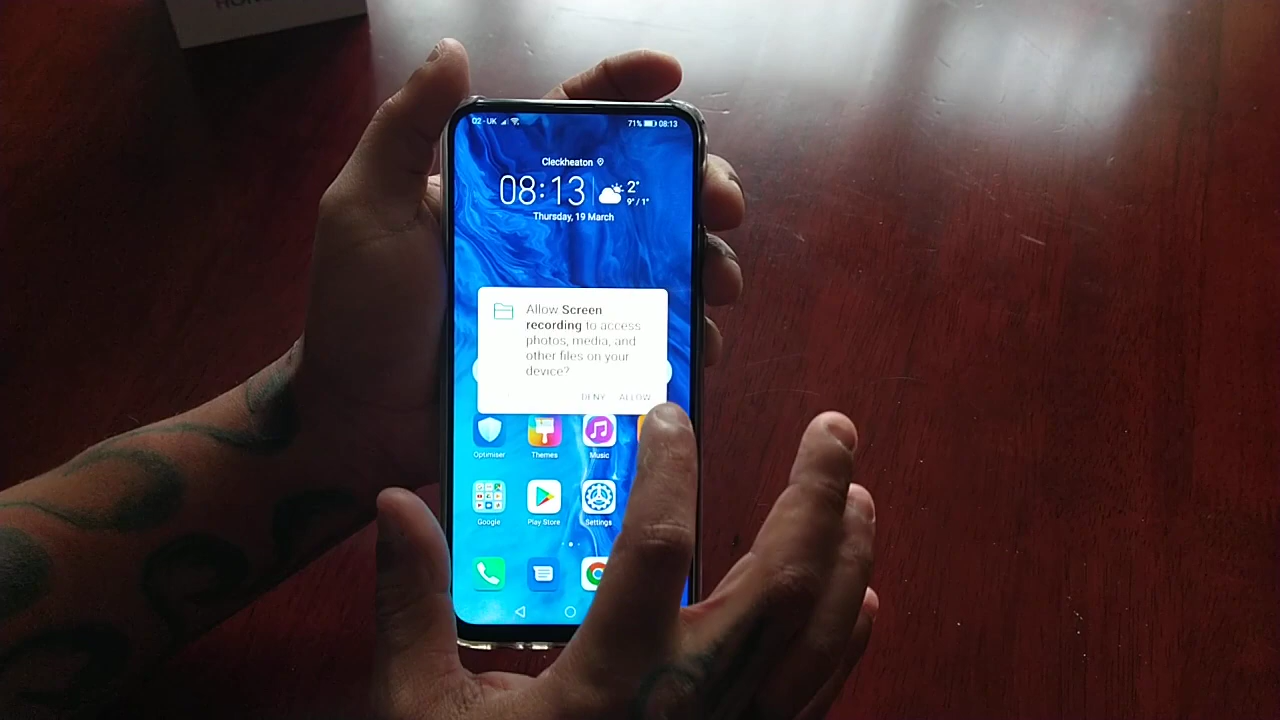 O2 - UK
71% 08:13
Cleckheaton
08:13
2°
9° / 1°
Thursday, 19 March
Allow Screen
recording to access
photos, media, and
other files on your
device?
DENY ALLOW
Optimiser Themes Music
Google Play Store Settings